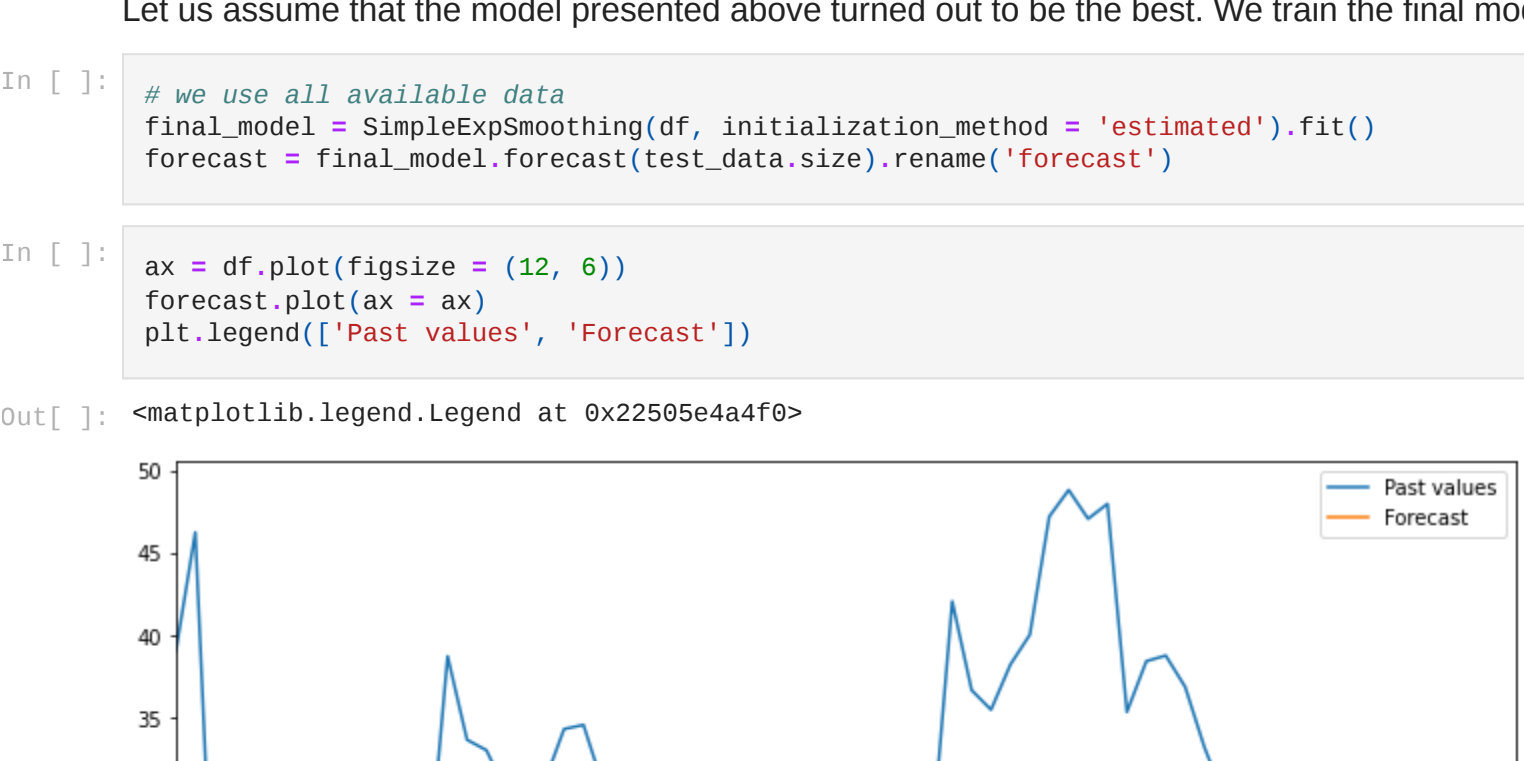 Let us assume that the model presented above turned out to be the best. We train the final
In [ ]:
# we use all available data
final_model = SimpleExpSmoothing(df, initialization_method = 'estimated').fit()
forecast = final_model.forecast(test_data.size).rename('forecast')
In [ ]:
ax = df.plot(figsize = (12, 6))
forecast.plot(ax = ax)
plt.legend(['Past values', 'Forecast'])
Out[ ]:
<matplotlib.legend.Legend at 0x22505e4a4f0>
50
45
40
35
Past values
Forecast